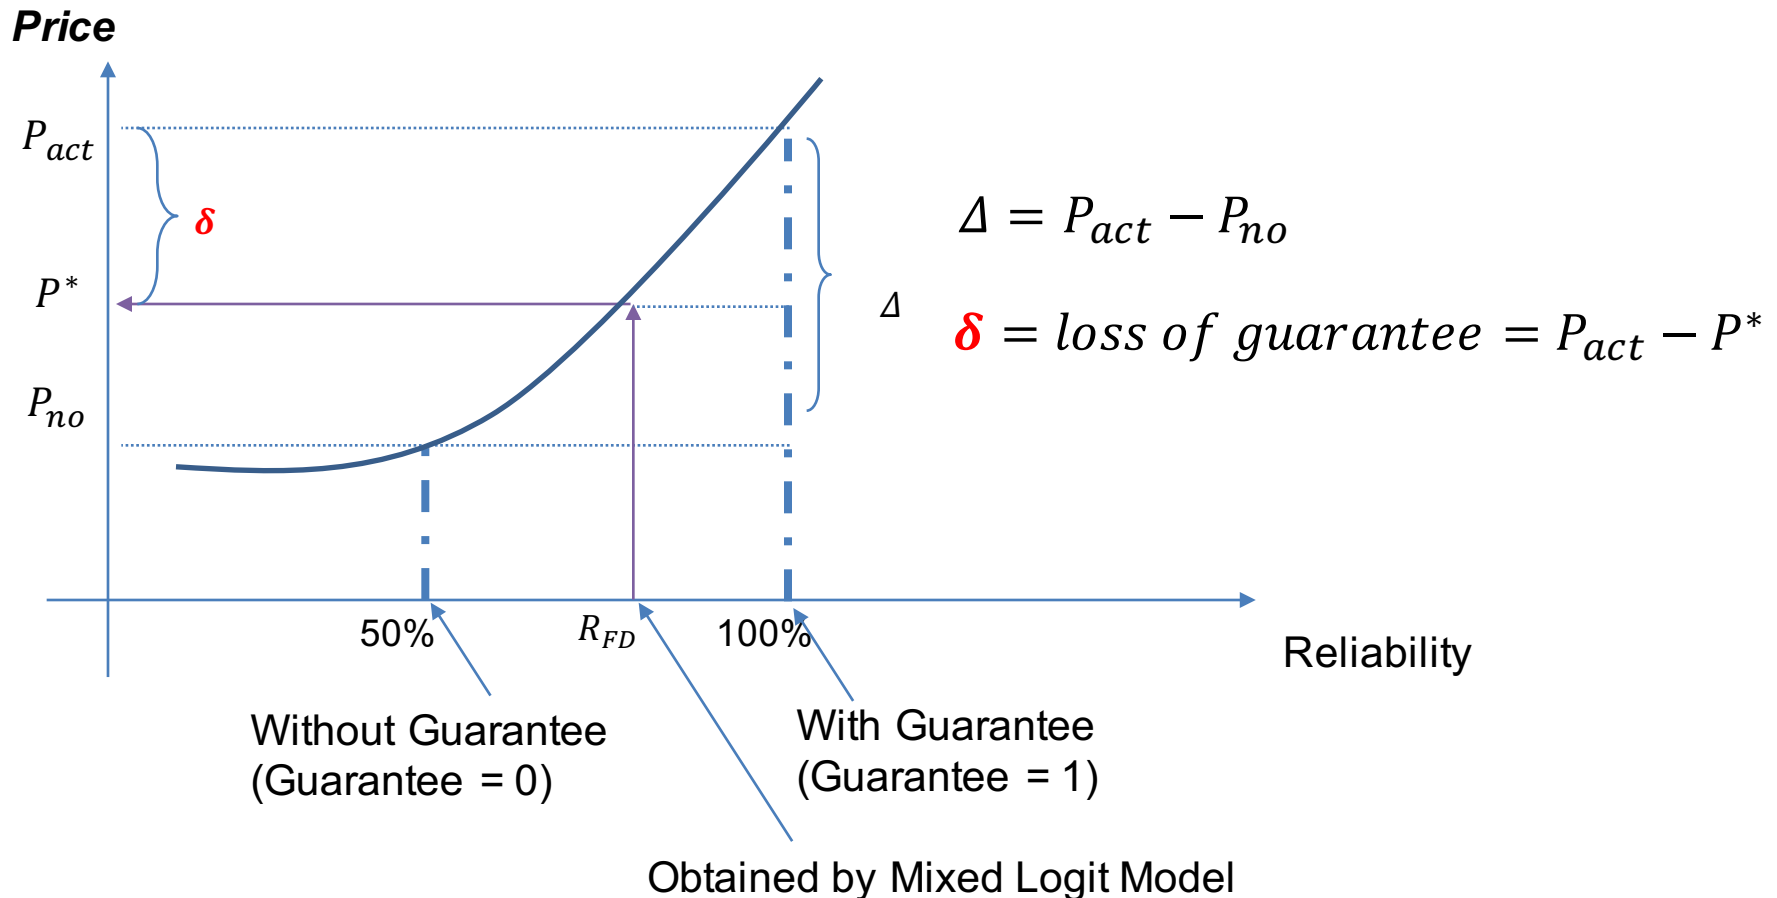 Price
P_act
δ
P*
P_no
Δ
Δ = P_act − P_no
δ = loss of guarantee = P_act − P*
50%
R_FD
100%
Reliability
Without Guarantee
(Guarantee = 0)
With Guarantee
(Guarantee = 1)
Obtained by Mixed Logit Model